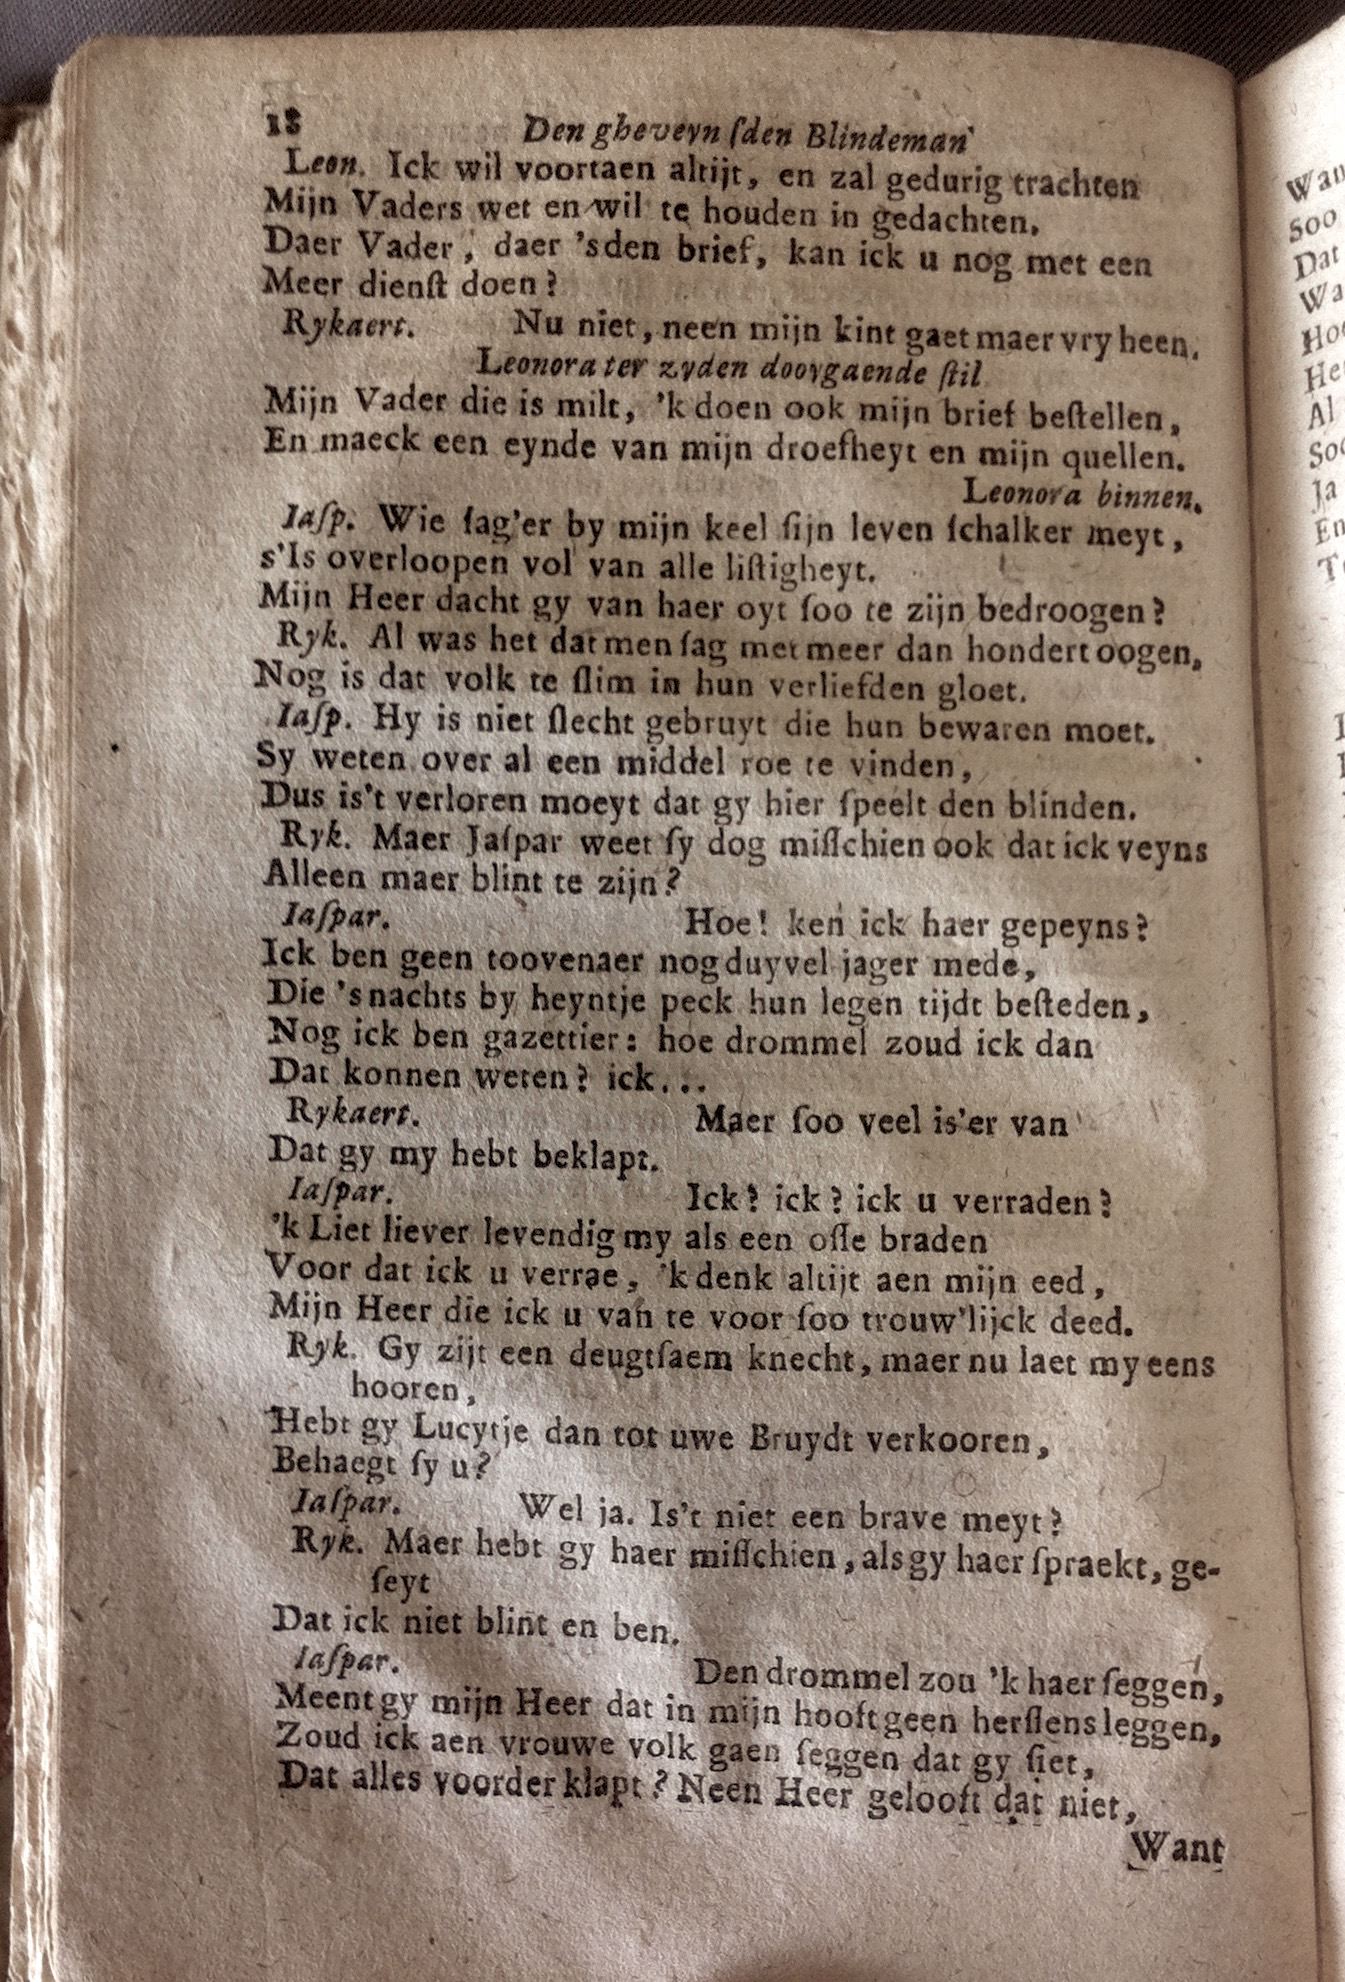 18 Den gheveynſden Blindeman
Leon. Ick wil voortaen altijt, en zal gedurig trachten
Mijn Vaders wet en wil te houden in gedachten.
Daer Vader, daer 'sden brief, kan ick u nog met een
Meer dienſt doen?
Rykaert. Nu niet, neen mijn kint gaet maer vry heen.
Leonora ter zyden doorgaende ſtil
Mijn Vader die is milt, 'k doen ook mijn brief beſtellen,
En maeck een eynde van mijn droefheyt en mijn quellen.
Leonora binnen.
Iaſp. Wie ſag'er by mijn keel ſijn leven ſchalker meyt,
s'Is overloopen vol van alle liſtigheyt.
Mijn Heer dacht gy van haer oyt ſoo te zijn bedroogen?
Ryk. Al was het dat men ſag met meer dan hondert oogen,
Nog is dat volk te ſlim in hun verliefden gloet.
Iaſp. Hy is niet ſlecht gebruyt die hun bewaren moet.
Sy weten over al een middel roe te vinden,
Dus is't verloren moeyt dat gy hier ſpeelt den blinden.
Ryk. Maer Jaſpar weet ſy dog miſſchien ook dat ick veyns
Alleen maer blint te zijn?
Iaſpar. Hoe! ken ick haer gepeyns?
Ick ben geen toovenaer nog duyvel jager mede,
Die 's nachts by heyntje peck hun legen tijdt beſteden,
Nog ick ben gazettier: hoe drommel zoud ick dan
Dat konnen weten? ick...
Rykaert. Maer ſoo veel is'er van
Dat gy my hebt beklapt.
Iaſpar. Ick? ick? ick u verraden?
'k Liet liever levendig my als een oſſe braden
Voor dat ick u verrae, 'k denk altijt aen mijn eed,
Mijn Heer die ick u van te voor ſoo trouw'lijck deed.
Ryk. Gy zijt een deugtſaem knecht, maer nu laet my eens
hooren,
Hebt gy Lucytje dan tot uwe Bruydt verkooren,
Behaegt ſy u?
Iaſpar. Wel ja. Is't niet een brave meyt?
Ryk. Maer hebt gy haer miſſchien, als gy haer ſpraekt, ge-
ſeyt
Dat ick niet blint en ben.
Iaſpar. Den drommel zou 'k haer ſeggen,
Meent gy mijn Heer dat in mijn hooft geen herſſens leggen,
Zoud ick aen vrouwe volk gaen ſeggen dat gy ſiet,
Dat alles voorder klapt? Neen Heer gelooft dat niet,
Want
Soo
Dat
Al
Ja